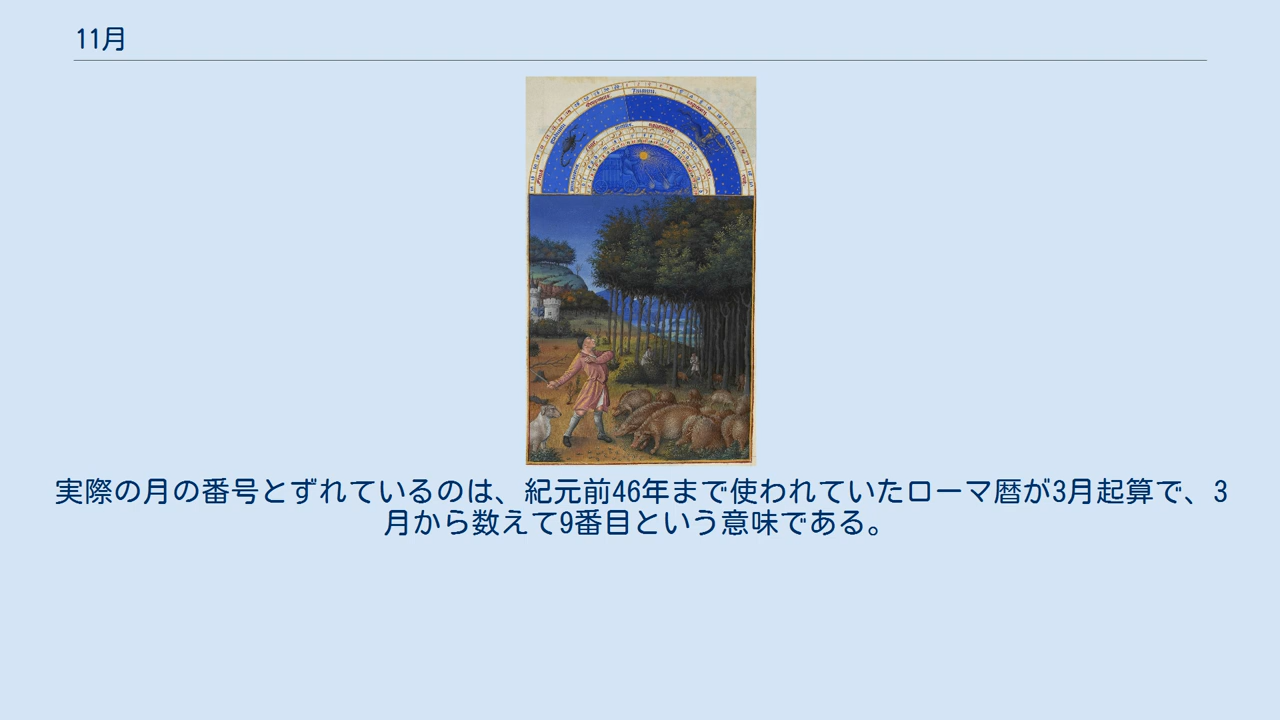 11月
実際の月の番号とずれているのは、紀元前46年まで使われていたローマ暦が3月起算で、3
月から数えて9番目という意味である。